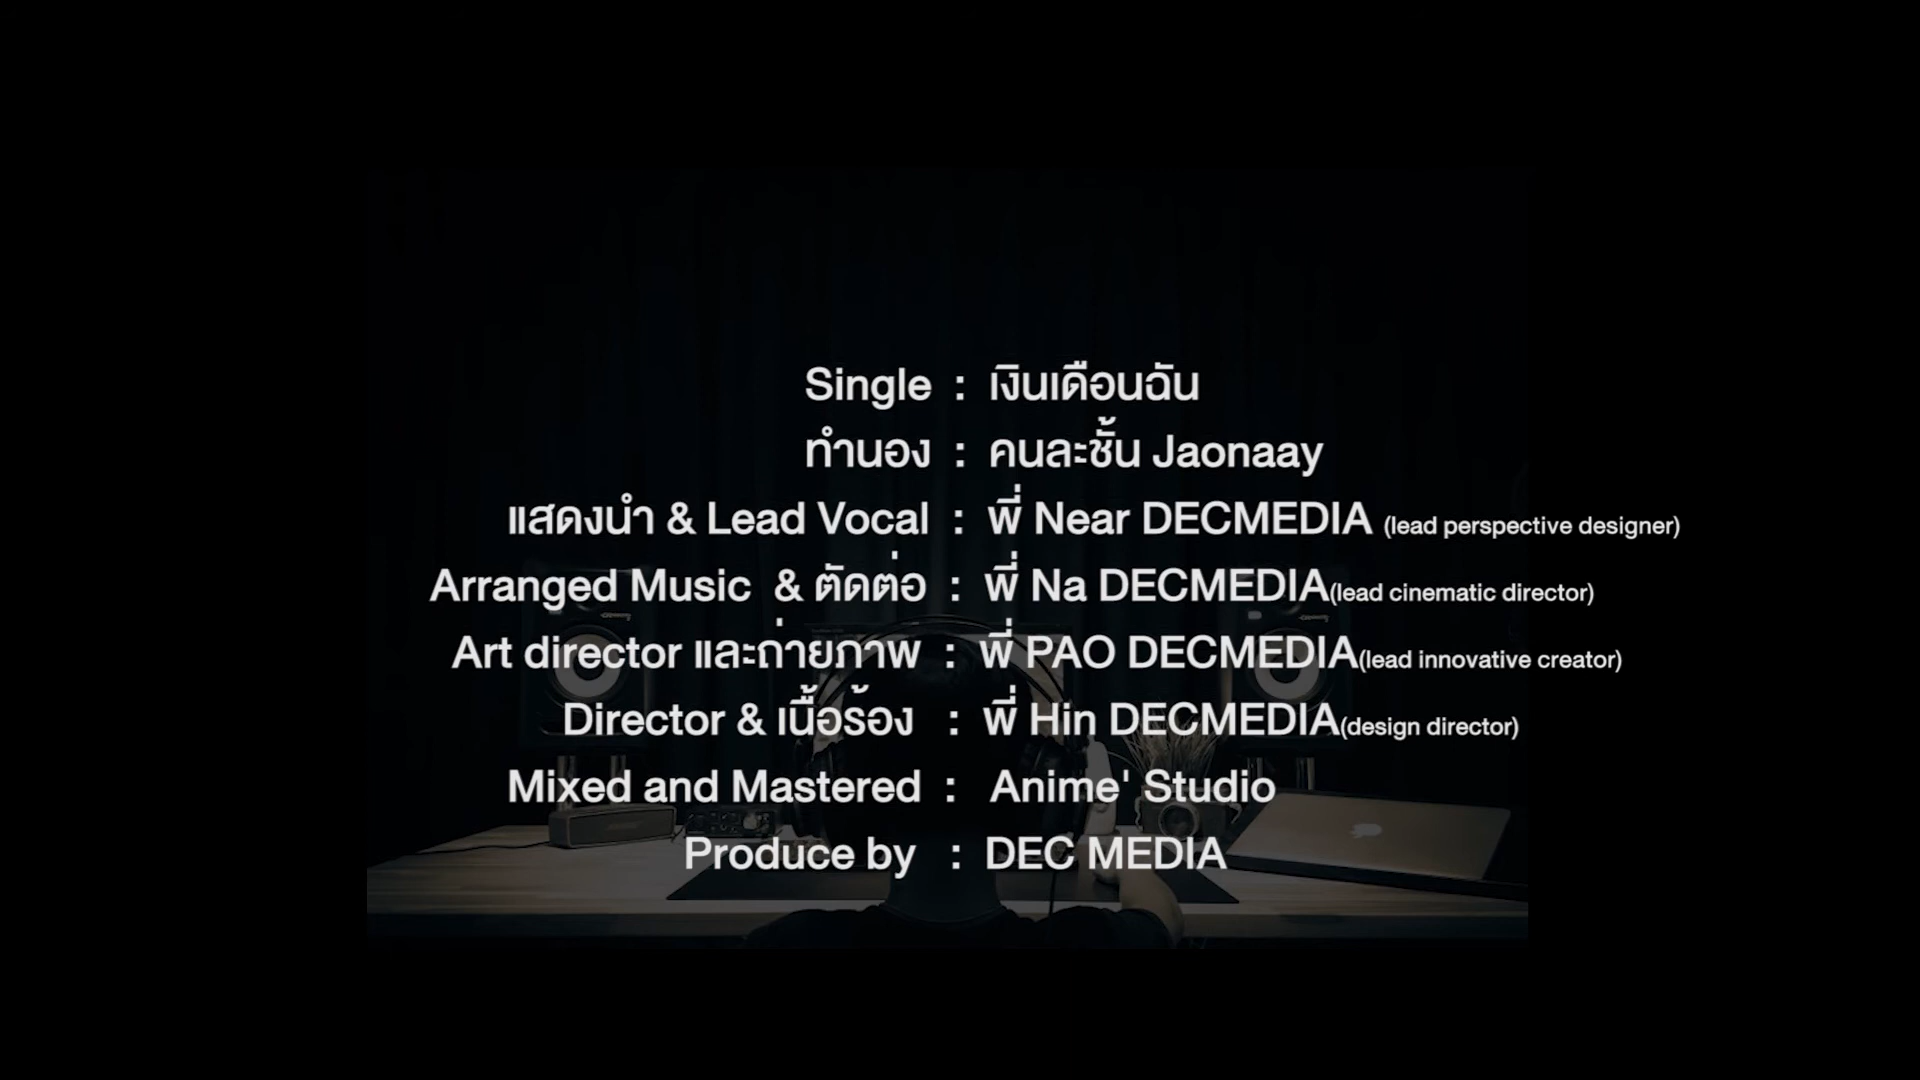 Single : เงินเดือนฉัน
ทำนอง : คนละชั้น Jaonaay
แสดงนำ & Lead Vocal : พี่ Near DECMEDIA (lead perspective designer)
Arranged Music & ตัดต่อ : พี่ Na DECMEDIA(lead cinematic director)
Art director และถ่ายภาพ : พี่ PAO DECMEDIA(lead innovative creator)
Director & เนื้อร้อง : พี่ Hin DECMEDIA(design director)
Mixed and Mastered : Anime' Studio
Produce by : DEC MEDIA